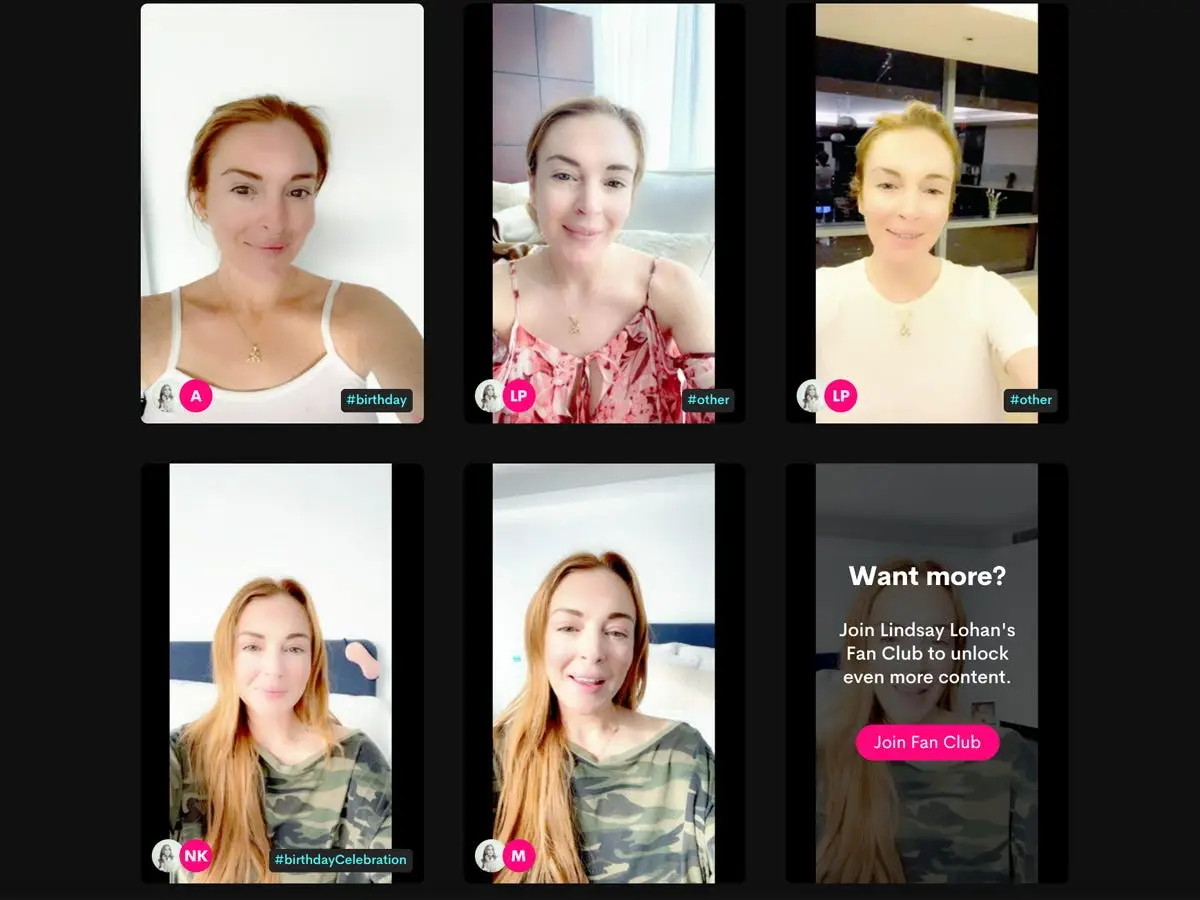 A
#birthday
LP
#other
LP
#other
NK
#birthdayCelebration
M
Want more?
Join Lindsay Lohan's
Fan Club to unlock
even more content.
Join Fan Club